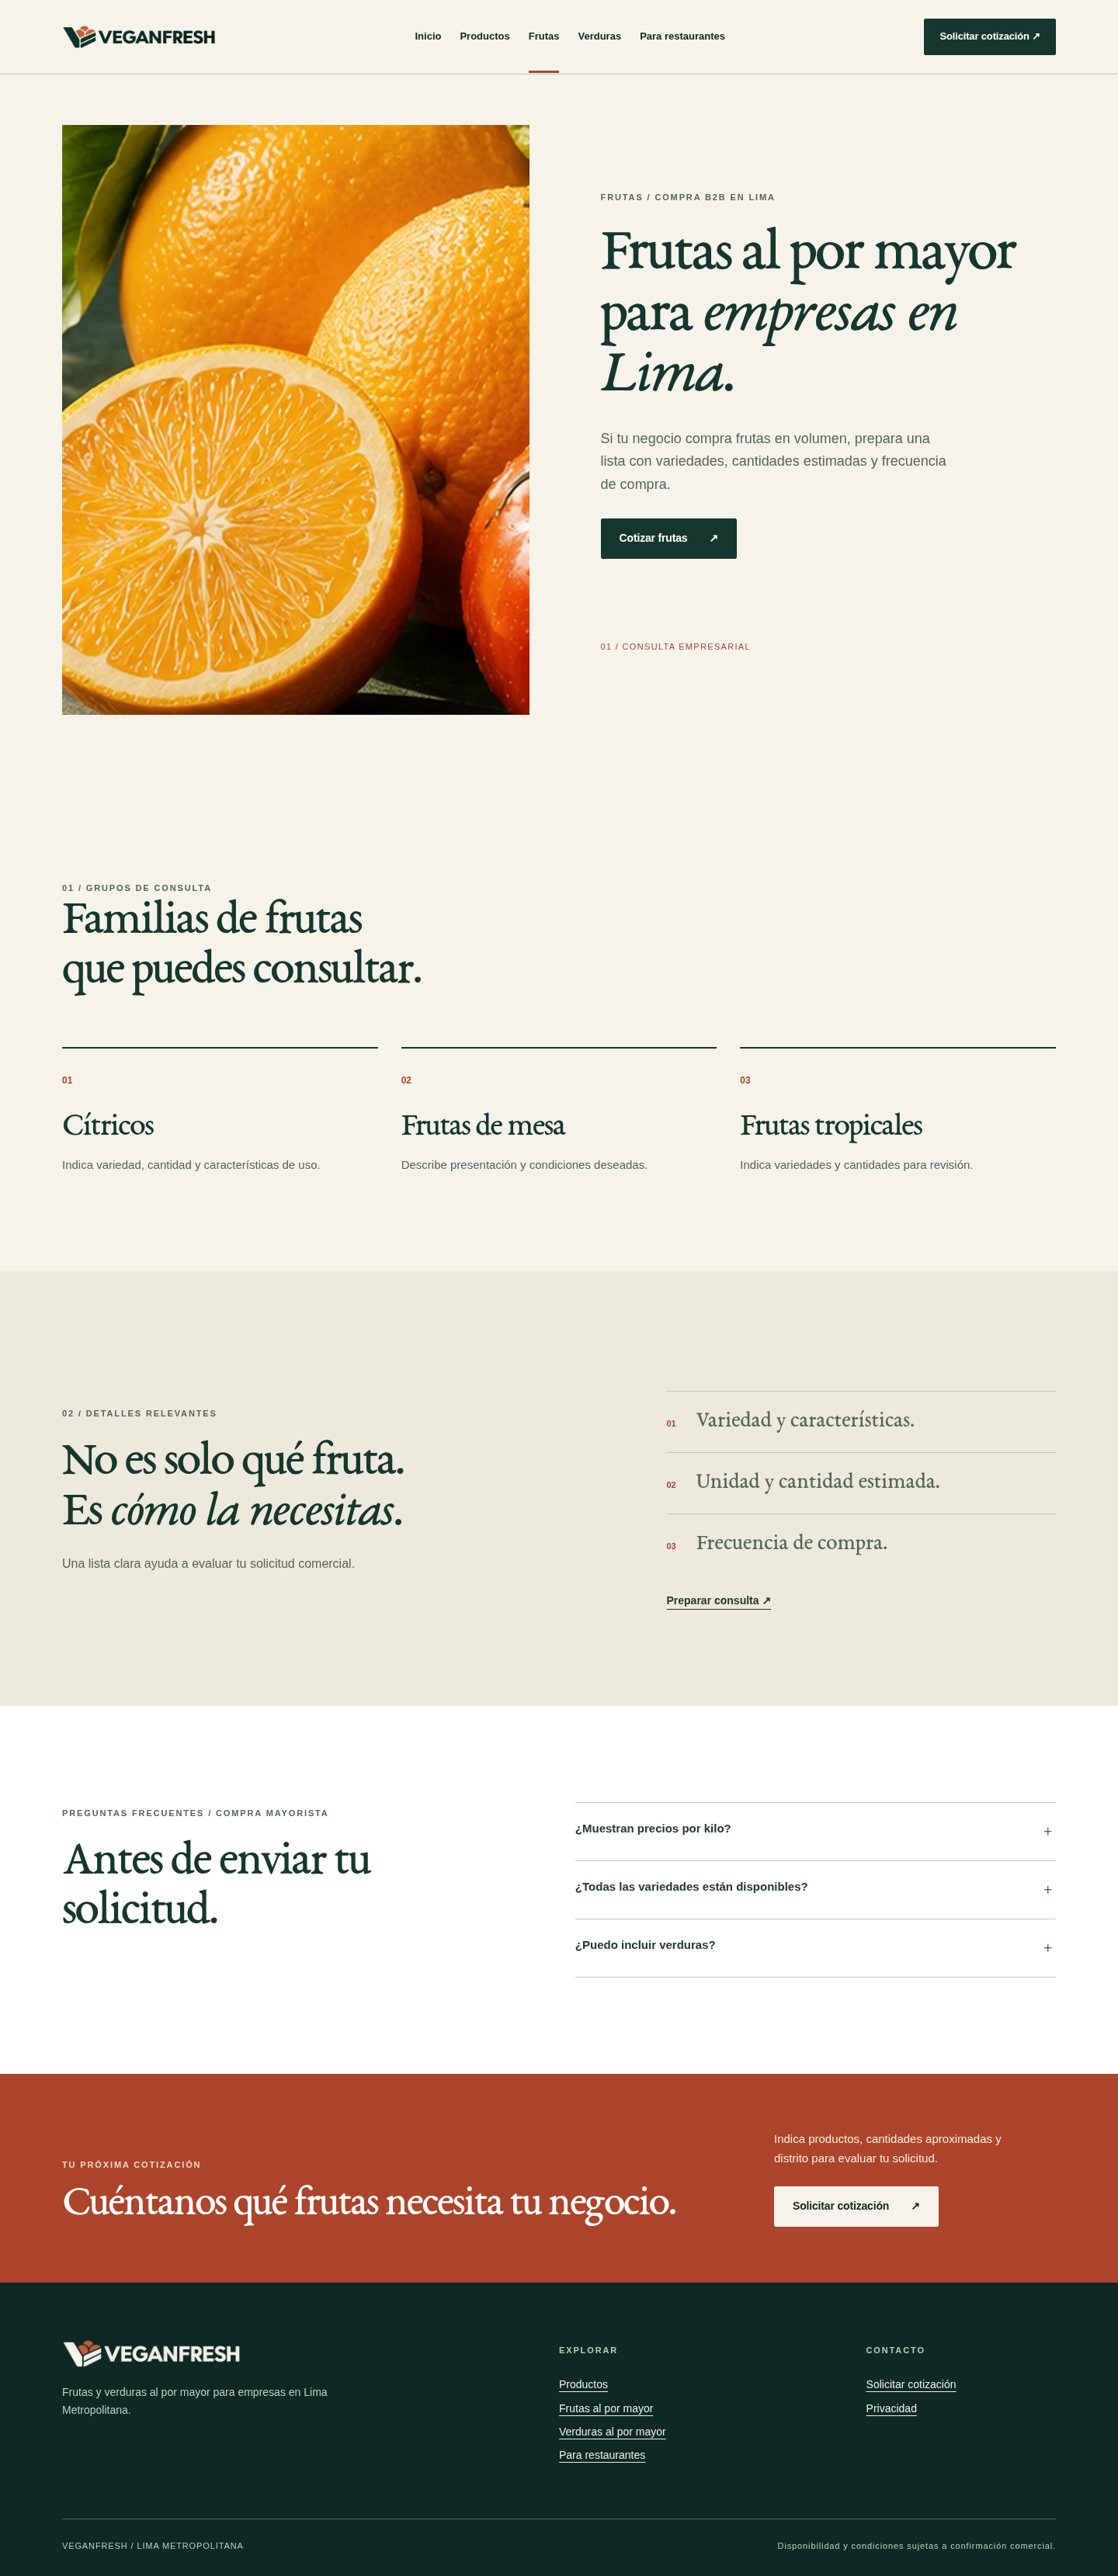 VEGANFRESH
Inicio Productos Frutas Verduras Para restaurantes
Solicitar cotización ↗
FRUTAS / COMPRA B2B EN LIMA
Frutas al por mayor
para empresas en
Lima.
Si tu negocio compra frutas en volumen, prepara una
lista con variedades, cantidades estimadas y frecuencia
de compra.
Cotizar frutas ↗
01 / CONSULTA EMPRESARIAL
01 / GRUPOS DE CONSULTA
Familias de frutas
que puedes consultar.
01
Cítricos
Indica variedad, cantidad y características de uso.
02
Frutas de mesa
Describe presentación y condiciones deseadas.
03
Frutas tropicales
Indica variedades y cantidades para revisión.
02 / DETALLES RELEVANTES
No es solo qué fruta.
Es cómo la necesitas.
Una lista clara ayuda a evaluar tu solicitud comercial.
01 Variedad y características.
02 Unidad y cantidad estimada.
03 Frecuencia de compra.
Preparar consulta ↗
PREGUNTAS FRECUENTES / COMPRA MAYORISTA
Antes de enviar tu
solicitud.
¿Muestran precios por kilo? +
¿Todas las variedades están disponibles? +
¿Puedo incluir verduras? +
TU PRÓXIMA COTIZACIÓN
Cuéntanos qué frutas necesita tu negocio.
Indica productos, cantidades aproximadas y
distrito para evaluar tu solicitud.
Solicitar cotización ↗
VEGANFRESH
Frutas y verduras al por mayor para empresas en Lima
Metropolitana.
EXPLORAR
Productos
Frutas al por mayor
Verduras al por mayor
Para restaurantes
CONTACTO
Solicitar cotización
Privacidad
VEGANFRESH / LIMA METROPOLITANA
Disponibilidad y condiciones sujetas a confirmación comercial.